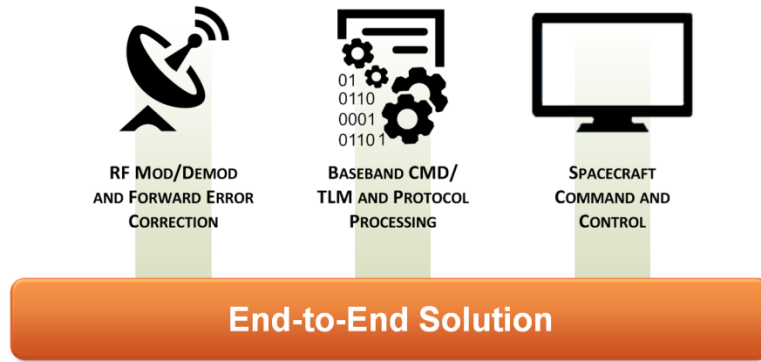 01
0110
0001
01101
RF MOD/DEMOD
AND FORWARD ERROR
CORRECTION
BASEBAND CMD/
TLM AND PROTOCOL
PROCESSING
SPACECRAFT
COMMAND AND
CONTROL
End-to-End Solution